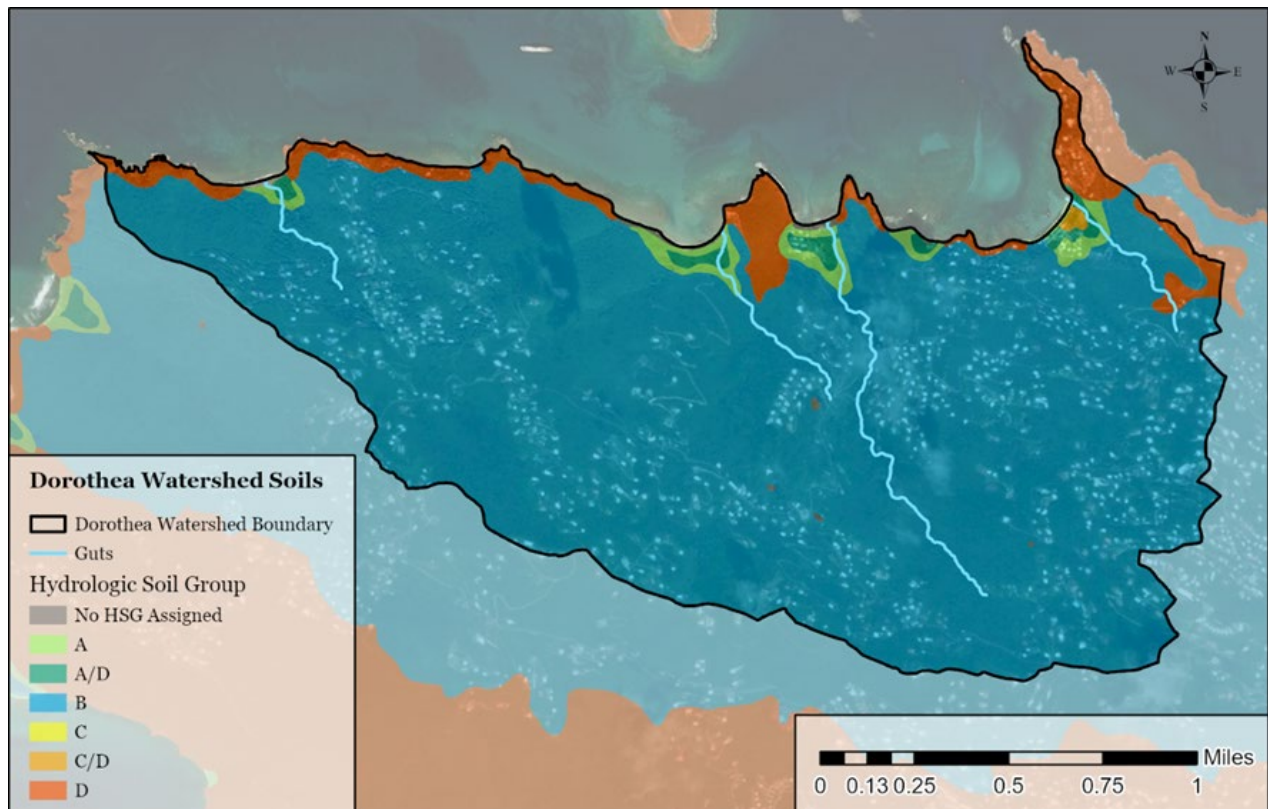 N
W E
S
Dorothea Watershed Soils
Dorothea Watershed Boundary
Guts
Hydrologic Soil Group
No HSG Assigned
A
A/D
B
C
C/D
D
Miles
0 0.13 0.25 0.5 0.75 1